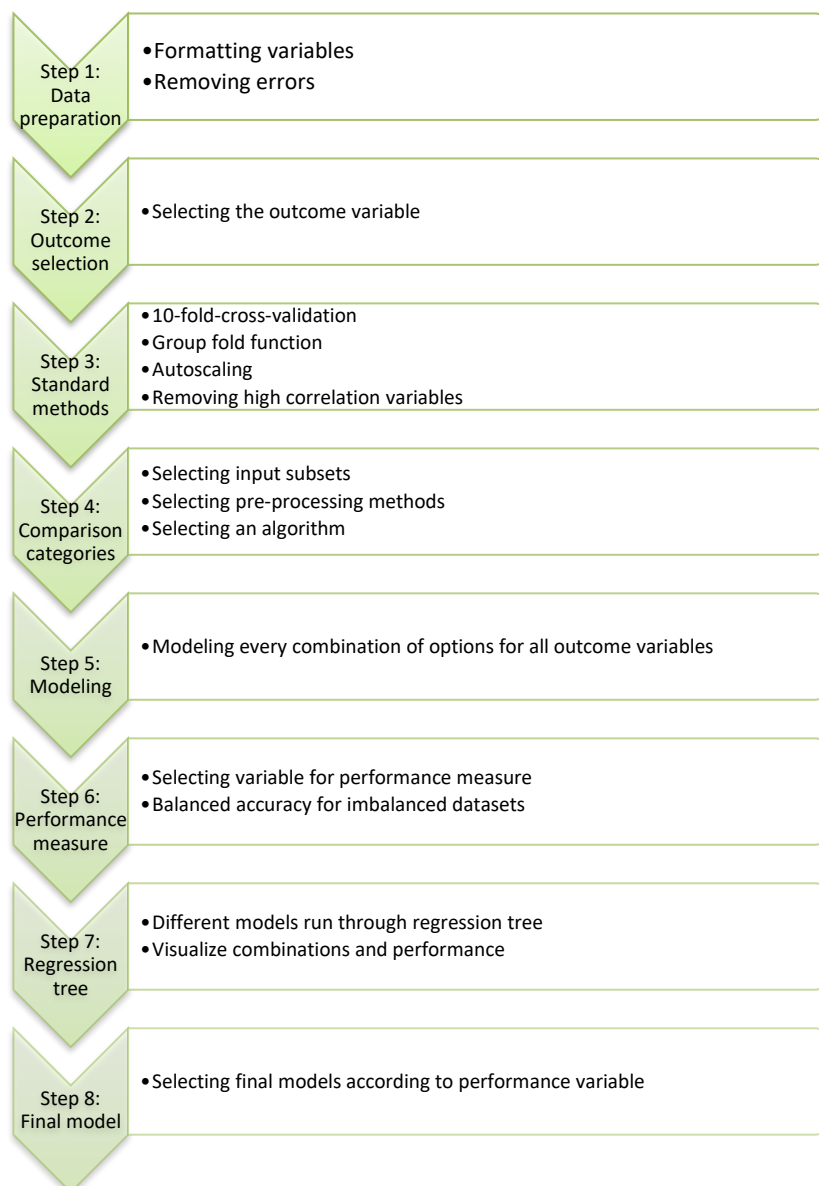 Step 1:
Data
preparation
•Formatting variables
•Removing errors
Step 2:
Outcome
selection
•Selecting the outcome variable
Step 3:
Standard
methods
•10-fold-cross-validation
•Group fold function
•Autoscaling
•Removing high correlation variables
Step 4:
Comparison
categories
•Selecting input subsets
•Selecting pre-processing methods
•Selecting an algorithm
Step 5:
Modeling
•Modeling every combination of options for all outcome variables
Step 6:
Performance
measure
•Selecting variable for performance measure
•Balanced accuracy for imbalanced datasets
Step 7:
Regression
tree
•Different models run through regression tree
•Visualize combinations and performance
Step 8:
Final model
•Selecting final models according to performance variable